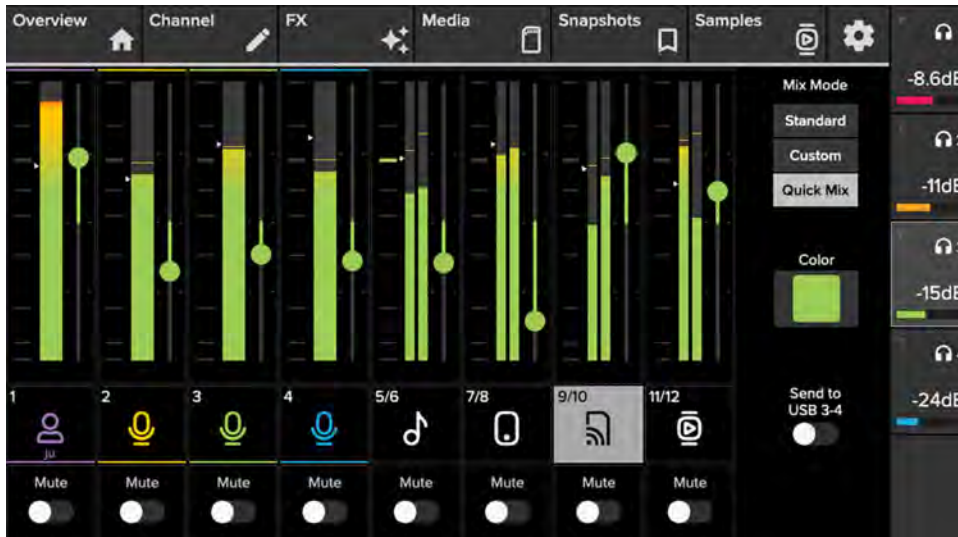 Overview
Channel
FX
Media
Snapshots
Samples
-8.6dB
Mix Mode
Standard
Custom
Quick Mix
-11dB
Color
-15dB
1
2
3
4
5/6
7/8
9/10
11/12
Send to
USB 3-4
-24dB
ju
Mute
Mute
Mute
Mute
Mute
Mute
Mute
Mute